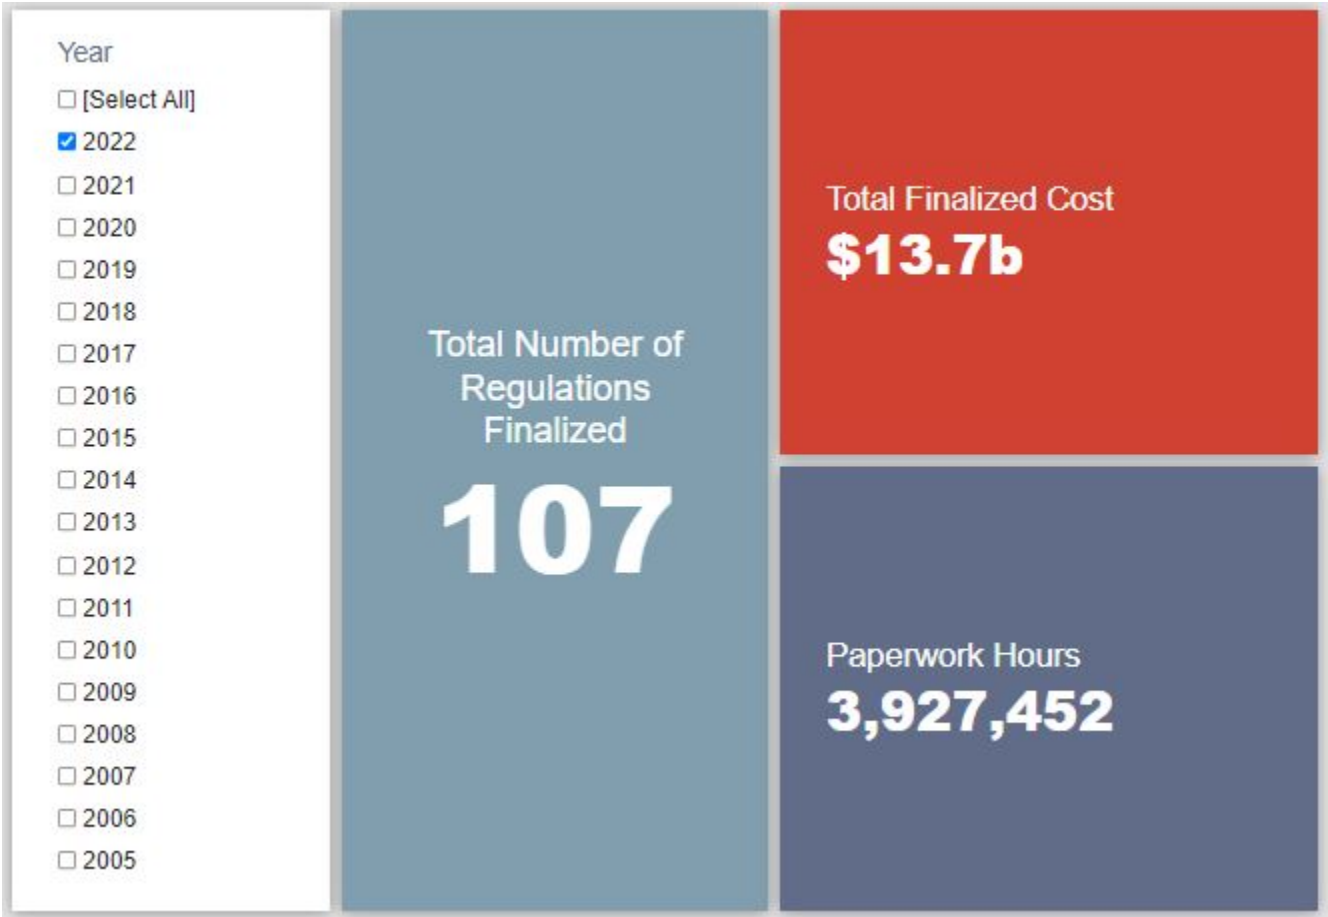 Year
[Select All]
2022
2021
2020
2019
2018
2017
2016
2015
2014
2013
2012
2011
2010
2009
2008
2007
2006
2005
Total Number of
Regulations
Finalized
107
Total Finalized Cost
$13.7b
Paperwork Hours
3,927,452